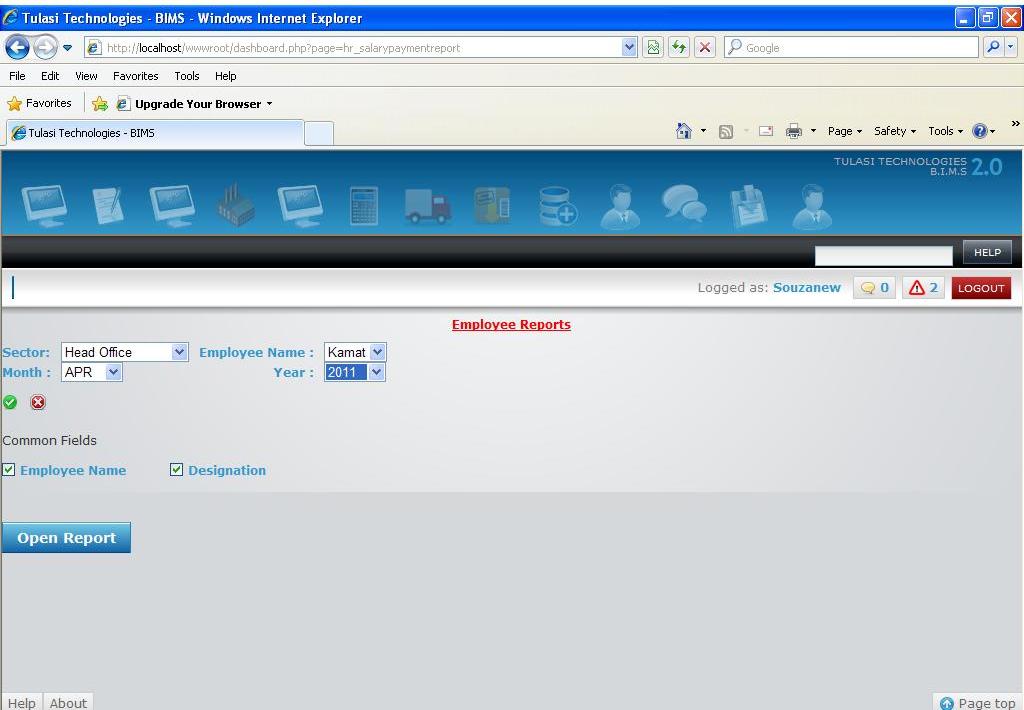 Tulasi Technologies - BIMS - Windows Internet Explorer
http://localhost/wwwroot/dashboard.php?page=hr_salarypaymentreport
Google
File Edit View Favorites Tools Help
Favorites Upgrade Your Browser
Tulasi Technologies - BIMS
Page Safety Tools »
TULASI TECHNOLOGIES
B.I.M.S 2.0
HELP
Logged as: Souzanew 0 2 LOGOUT
Employee Reports
Sector: Head Office Employee Name : Kamat
Month : APR Year : 2011
Common Fields
Employee Name Designation
Open Report
Help About Page top